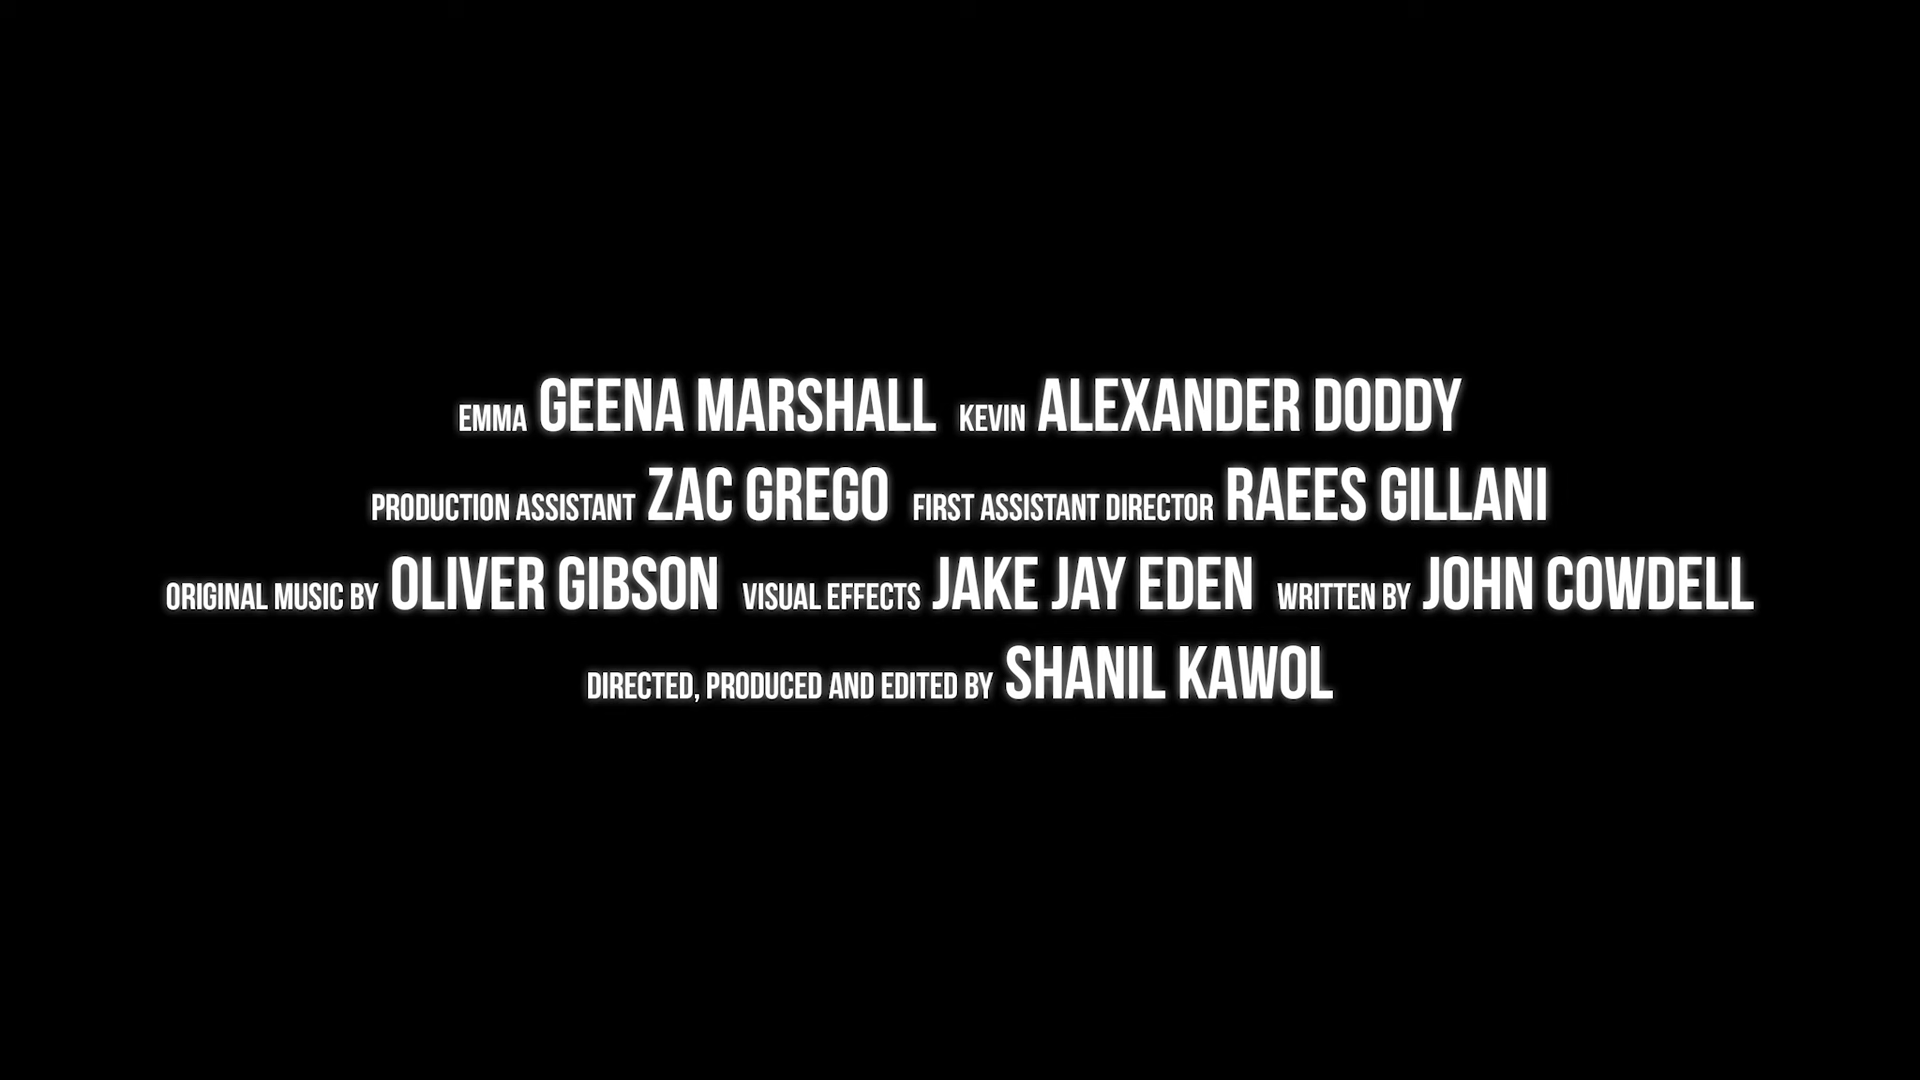 EMMA GEENA MARSHALL KEVIN ALEXANDER DODDY
PRODUCTION ASSISTANT ZAC GREGO FIRST ASSISTANT DIRECTOR RAEES GILLANI
ORIGINAL MUSIC BY OLIVER GIBSON VISUAL EFFECTS JAKE JAY EDEN WRITTEN BY JOHN COWDELL
DIRECTED, PRODUCED AND EDITED BY SHANIL KAWOL